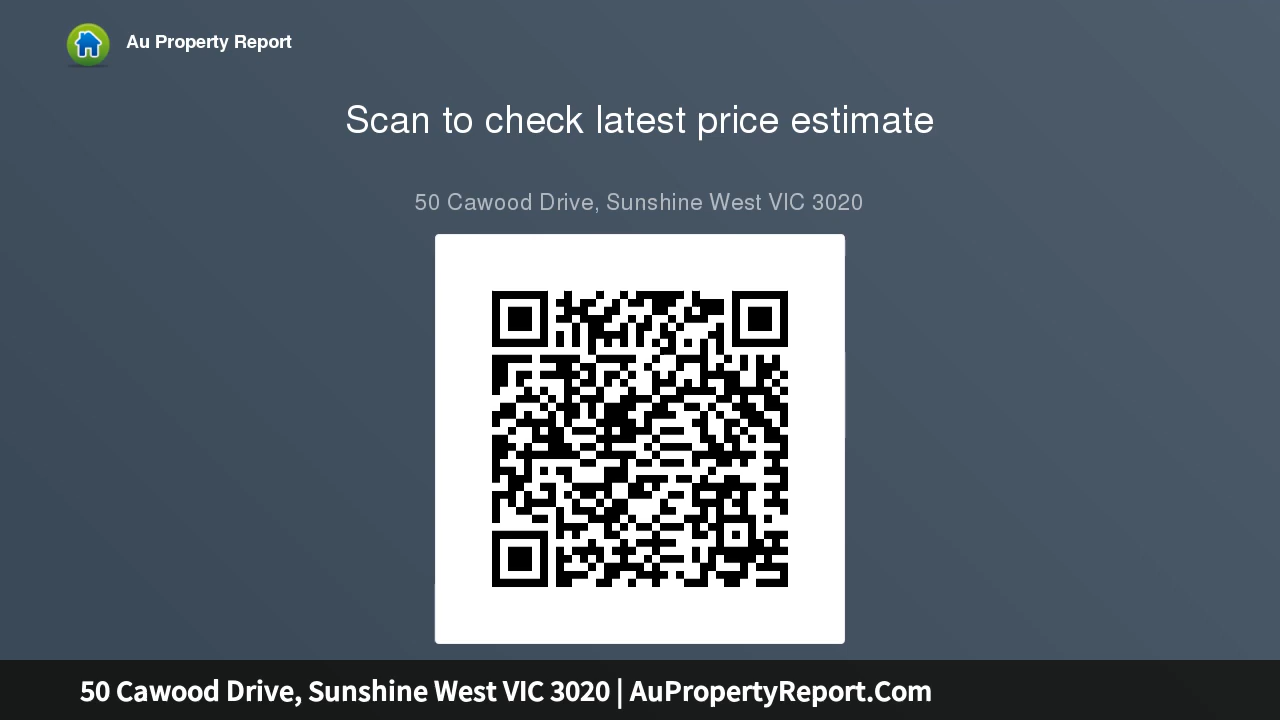 Au Property Report
Scan to check latest price estimate
50 Cawood Drive, Sunshine West VIC 3020
50 Cawood Drive, Sunshine West VIC 3020 | AuPropertyReport.Com